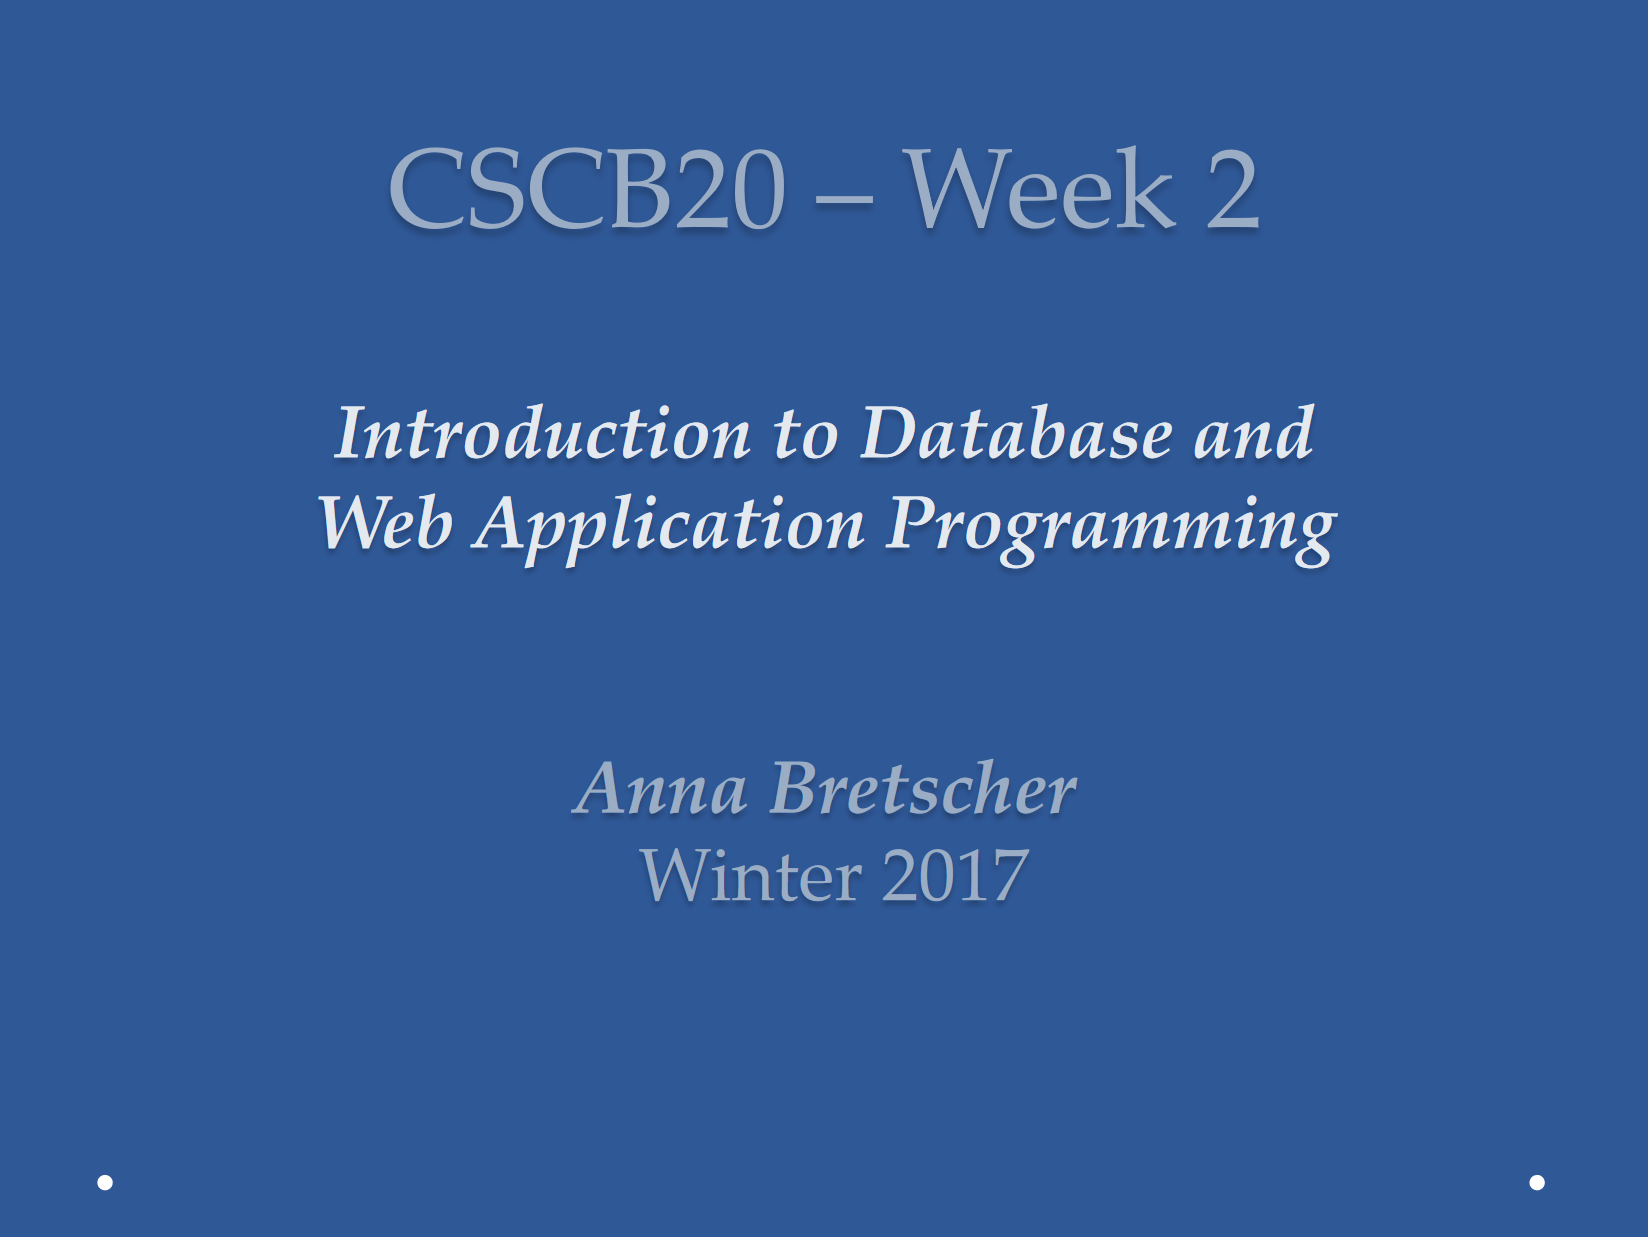 CSCB20 – Week 2
Introduction to Database and
Web Application Programming
Anna Bretscher
Winter 2017